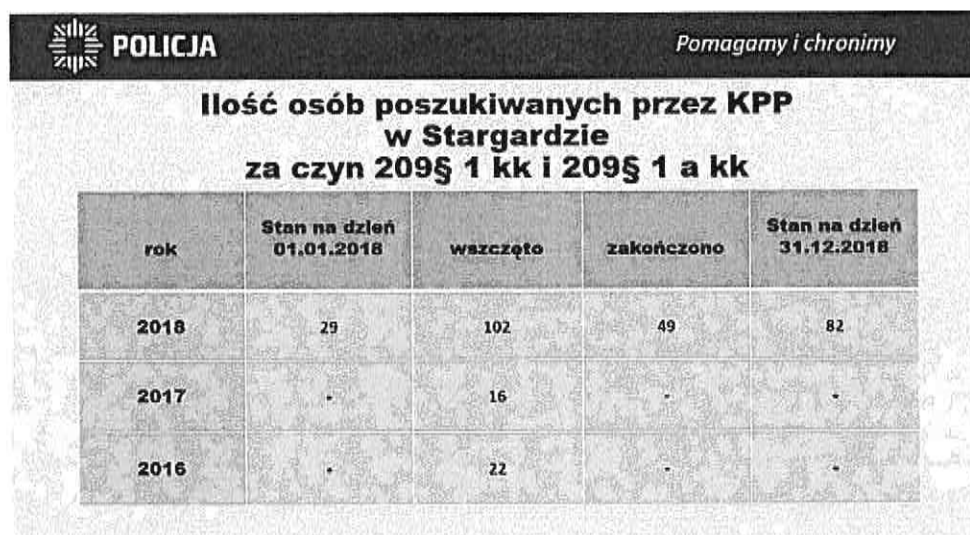 POLICJA
Pomagamy i chronimy
Ilość osób poszukiwanych przez KPP
w Stargardzie
za czyn 209§ 1 kk i 209§ 1 a kk
rok
Stan na dzień
01.01.2018
wszczęto
zakończono
Stan na dzień
31.12.2018
2018 29 102 49 82
2017 - 16 - -
2016 - 22 - -